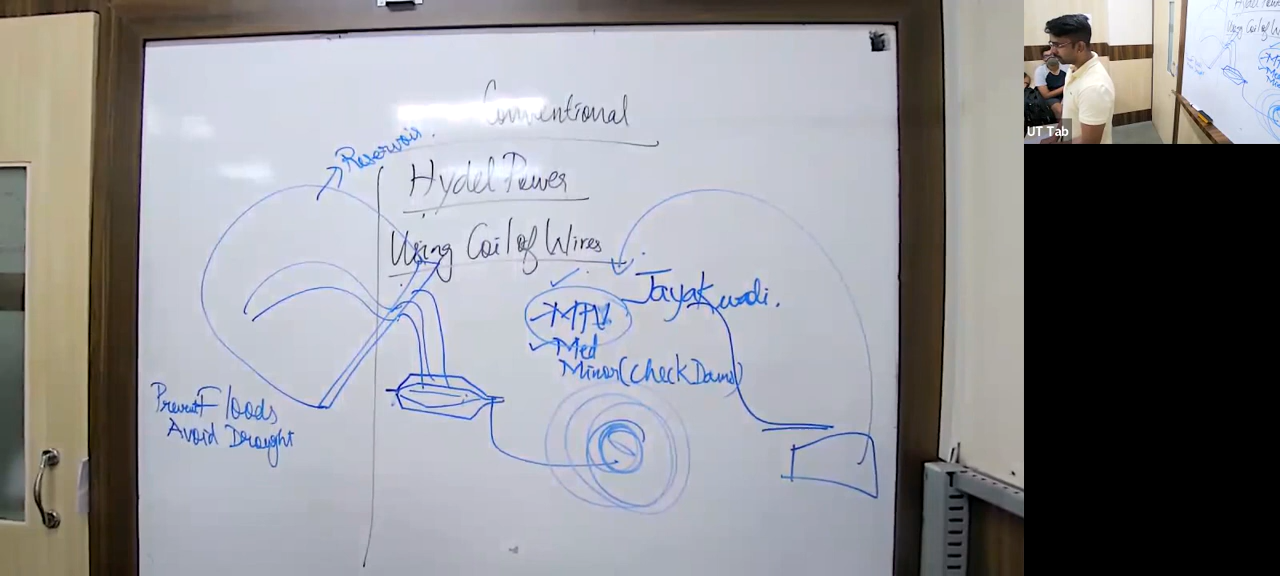 Conventional
Reservoir.
Hydel Power
Using Coil of Wires
Jayakwadi.
MPV
Med
Minor (Check Dams)
Prevent Floods
Avoid Drought
UT Tab